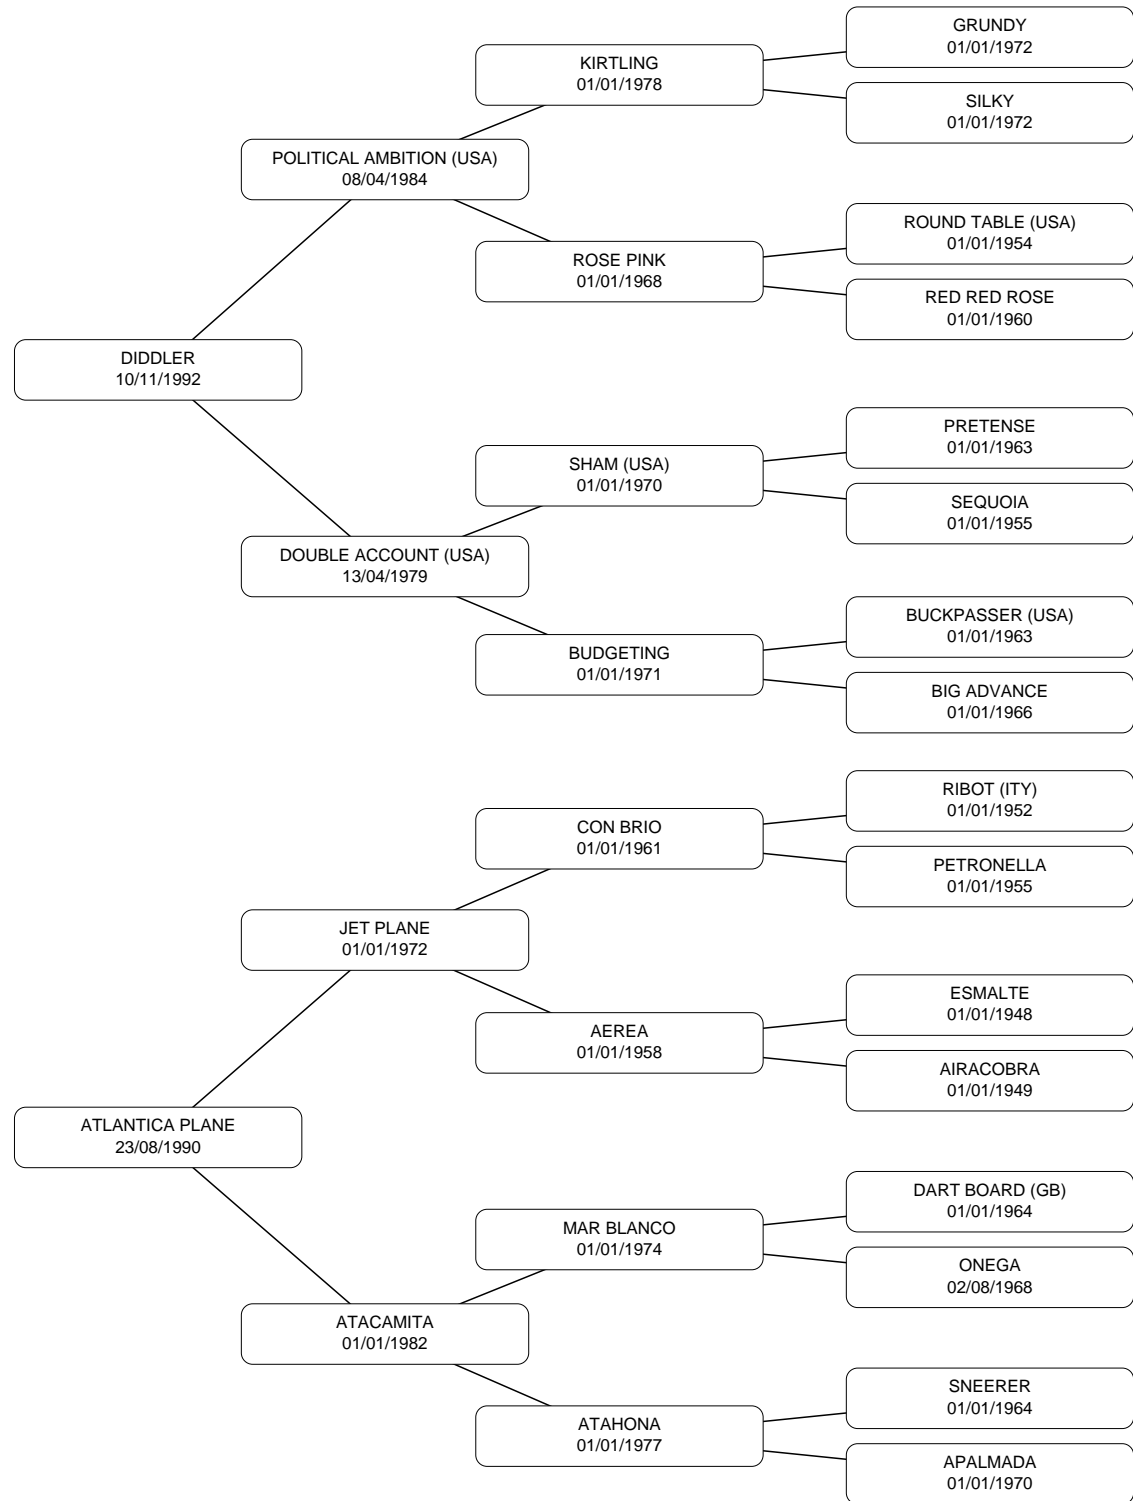 GRUNDY
01/01/1972
KIRTLING
01/01/1978
SILKY
01/01/1972
POLITICAL AMBITION (USA)
08/04/1984
ROUND TABLE (USA)
01/01/1954
ROSE PINK
01/01/1968
RED RED ROSE
01/01/1960
DIDDLER
10/11/1992
PRETENSE
01/01/1963
SHAM (USA)
01/01/1970
SEQUOIA
01/01/1955
DOUBLE ACCOUNT (USA)
13/04/1979
BUCKPASSER (USA)
01/01/1963
BUDGETING
01/01/1971
BIG ADVANCE
01/01/1966
RIBOT (ITY)
01/01/1952
CON BRIO
01/01/1961
PETRONELLA
01/01/1955
JET PLANE
01/01/1972
ESMALTE
01/01/1948
AEREA
01/01/1958
AIRACOBRA
01/01/1949
ATLANTICA PLANE
23/08/1990
DART BOARD (GB)
01/01/1964
MAR BLANCO
01/01/1974
ONEGA
02/08/1968
ATACAMITA
01/01/1982
SNEERER
01/01/1964
ATAHONA
01/01/1977
APALMADA
01/01/1970